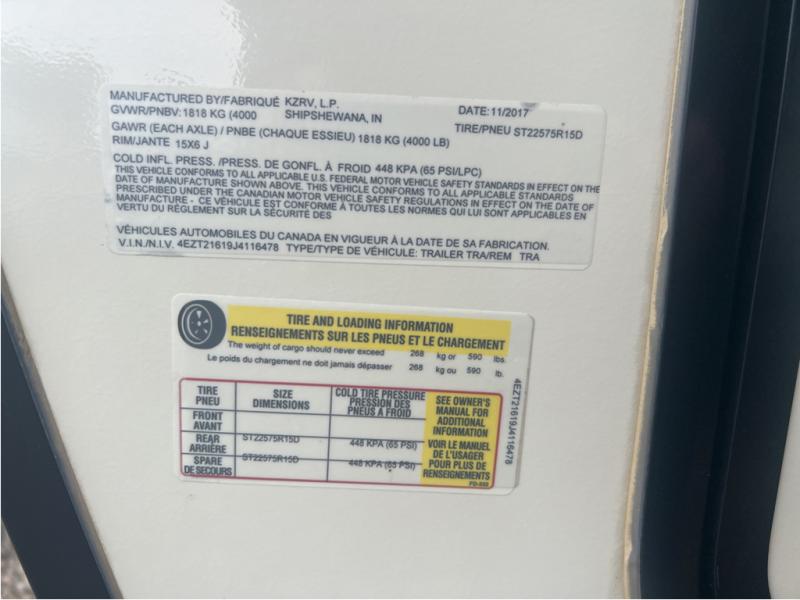 MANUFACTURED BY/FABRIQUÉ KZRV, L.P. DATE: 11/2017
GVWR/PNBV: 1818 KG (4000 SHIPSHEWANA, IN TIRE/PNEU ST22575R15D
GAWR (EACH AXLE) / PNBE (CHAQUE ESSIEU) 1818 KG (4000 LB)
RIM/JANTE 15X6 J
COLD INFL. PRESS. /PRESS. DE GONFL. À FROID 448 KPA (65 PSI/LPC)
THIS VEHICLE CONFORMS TO ALL APPLICABLE U.S. FEDERAL MOTOR VEHICLE SAFETY STANDARDS IN EFFECT ON THE
DATE OF MANUFACTURE SHOWN ABOVE. THIS VEHICLE CONFORMS TO ALL APPLICABLE STANDARDS
PRESCRIBED UNDER THE CANADIAN MOTOR VEHICLE SAFETY REGULATIONS IN EFFECT ON THE DATE OF
MANUFACTURE - CE VÉHICULE EST CONFORME À TOUTES LES NORMES QUI LUI SONT APPLICABLES EN
VERTU DU RÈGLEMENT SUR LA SÉCURITÉ DES
VÉHICULES AUTOMOBILES DU CANADA EN VIGUEUR À LA DATE DE SA FABRICATION.
V.I.N./N.I.V. 4EZT21619J4116478 TYPE/TYPE DE VÉHICULE: TRAILER TRA/REM TRA
TIRE AND LOADING INFORMATION
RENSEIGNEMENTS SUR LES PNEUS ET LE CHARGEMENT
The weight of cargo should never exceed 268 kg or 590 lbs.
Le poids du chargement ne doit jamais dépasser 268 kg ou 590 lb.
TIRE
PNEU
SIZE
DIMENSIONS
COLD TIRE PRESSURE
PRESSION DES
PNEUS A FROID
SEE OWNER'S
MANUAL FOR
ADDITIONAL
INFORMATION
VOIR LE MANUEL
DE L'USAGER
POUR PLUS DE
RENSEIGNEMENTS
FRONT
AVANT
REAR
ARRIÈRE
ST22575R15D 448 KPA (65 PSI)
SPARE
DE SECOURS
ST22575R15D 448 KPA (65 PSI)
4EZT21619J4116478